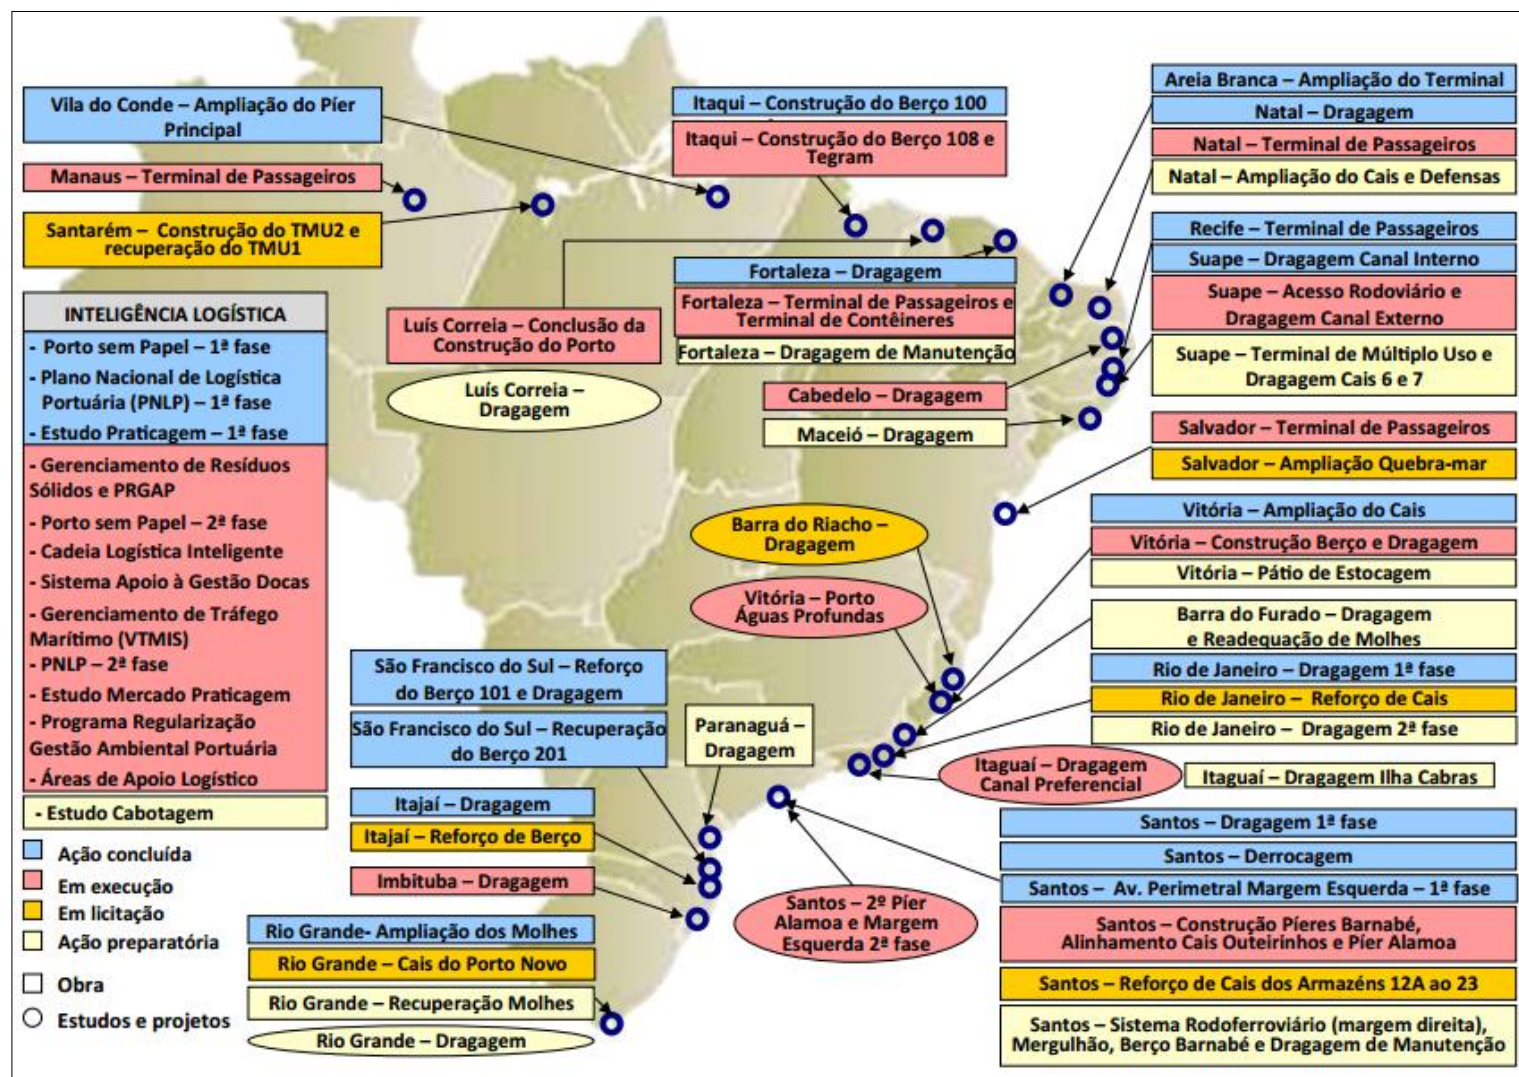 Vila do Conde – Ampliação do Píer
Principal
Manaus – Terminal de Passageiros
Santarém – Construção do TMU2 e
recuperação do TMU1
Itaqui – Construção do Berço 100
Itaqui – Construção do Berço 108 e
Tegram
Areia Branca – Ampliação do Terminal
Natal – Dragagem
Natal – Terminal de Passageiros
Natal – Ampliação do Cais e Defensas
Recife – Terminal de Passageiros
Suape – Dragagem Canal Interno
Suape – Acesso Rodoviário e
Dragagem Canal Externo
Suape – Terminal de Múltiplo Uso e
Dragagem Cais 6 e 7
Fortaleza – Dragagem
Fortaleza – Terminal de Passageiros e
Terminal de Contêineres
Fortaleza – Dragagem de Manutenção
Luís Correia – Conclusão da
Construção do Porto
Luís Correia –
Dragagem
Cabedelo – Dragagem
Maceió – Dragagem
Salvador – Terminal de Passageiros
Salvador – Ampliação Quebra-mar
INTELIGÊNCIA LOGÍSTICA
- Porto sem Papel – 1ª fase
- Plano Nacional de Logística
Portuária (PNLP) – 1ª fase
- Estudo Praticagem – 1ª fase
- Gerenciamento de Resíduos
Sólidos e PRGAP
- Porto sem Papel – 2ª fase
- Cadeia Logística Inteligente
- Sistema Apoio à Gestão Docas
- Gerenciamento de Tráfego
Marítimo (VTMIS)
- PNLP – 2ª fase
- Estudo Mercado Praticagem
- Programa Regularização
Gestão Ambiental Portuária
- Áreas de Apoio Logístico
- Estudo Cabotagem
Barra do Riacho –
Dragagem
Vitória – Porto
Águas Profundas
Vitória – Ampliação do Cais
Vitória – Construção Berço e Dragagem
Vitória – Pátio de Estocagem
Barra do Furado – Dragagem
e Readequação de Molhes
Rio de Janeiro – Dragagem 1ª fase
Rio de Janeiro – Reforço de Cais
Rio de Janeiro – Dragagem 2ª fase
Itaguaí – Dragagem
Canal Preferencial
Itaguaí – Dragagem Ilha Cabras
São Francisco do Sul – Reforço
do Berço 101 e Dragagem
São Francisco do Sul – Recuperação
do Berço 201
Paranaguá –
Dragagem
Itajaí – Dragagem
Itajaí – Reforço de Berço
Imbituba – Dragagem
Santos – 2º Píer
Alamoa e Margem
Esquerda 2ª fase
Santos – Dragagem 1ª fase
Santos – Derrocagem
Santos – Av. Perimetral Margem Esquerda – 1ª fase
Santos – Construção Píeres Barnabé,
Alinhamento Cais Outeirinhos e Píer Alamoa
Santos – Reforço de Cais dos Armazéns 12A ao 23
Santos – Sistema Rodoferroviário (margem direita),
Mergulhão, Berço Barnabé e Dragagem de Manutenção
Rio Grande- Ampliação dos Molhes
Rio Grande – Cais do Porto Novo
Rio Grande – Recuperação Molhes
Rio Grande – Dragagem
Ação concluída
Em execução
Em licitação
Ação preparatória
Obra
Estudos e projetos